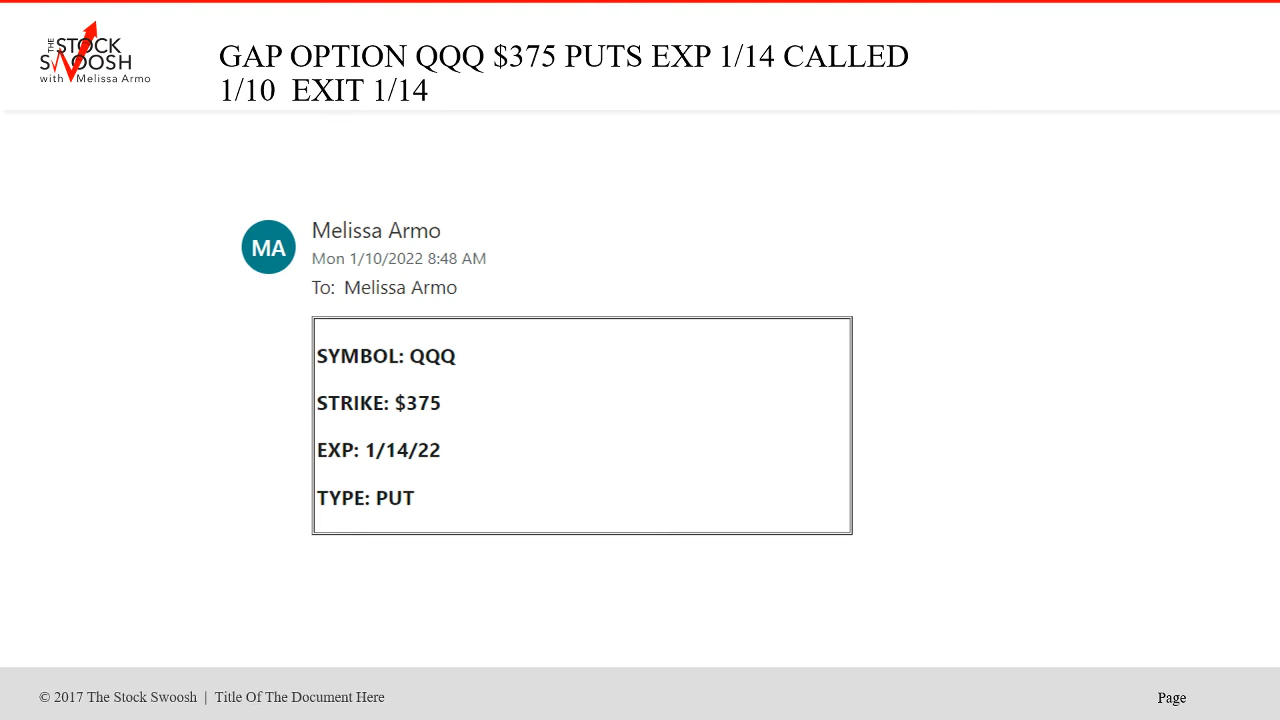 THE
STOCK
SWOOSH
with Melissa Armo
GAP OPTION QQQ $375 PUTS EXP 1/14 CALLED
1/10 EXIT 1/14
MA
Melissa Armo
Mon 1/10/2022 8:48 AM
To: Melissa Armo
SYMBOL: QQQ
STRIKE: $375
EXP: 1/14/22
TYPE: PUT
© 2017 The Stock Swoosh | Title Of The Document Here
Page